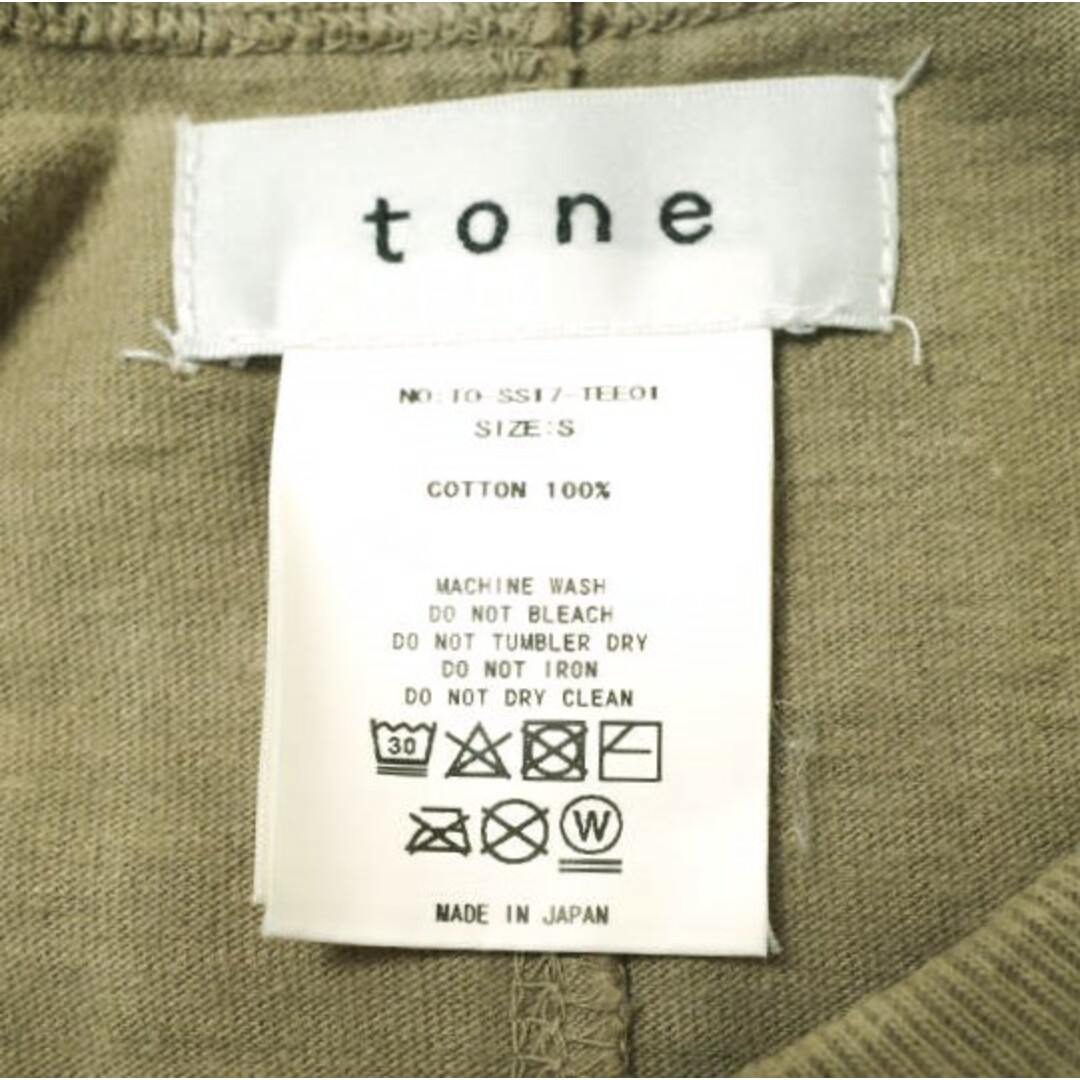 tone
NO:TO-SS17-TEE01
SIZE:S
COTTON 100%
MACHINE WASH
DO NOT BLEACH
DO NOT TUMBLER DRY
DO NOT IRON
DO NOT DRY CLEAN
30
W
MADE IN JAPAN